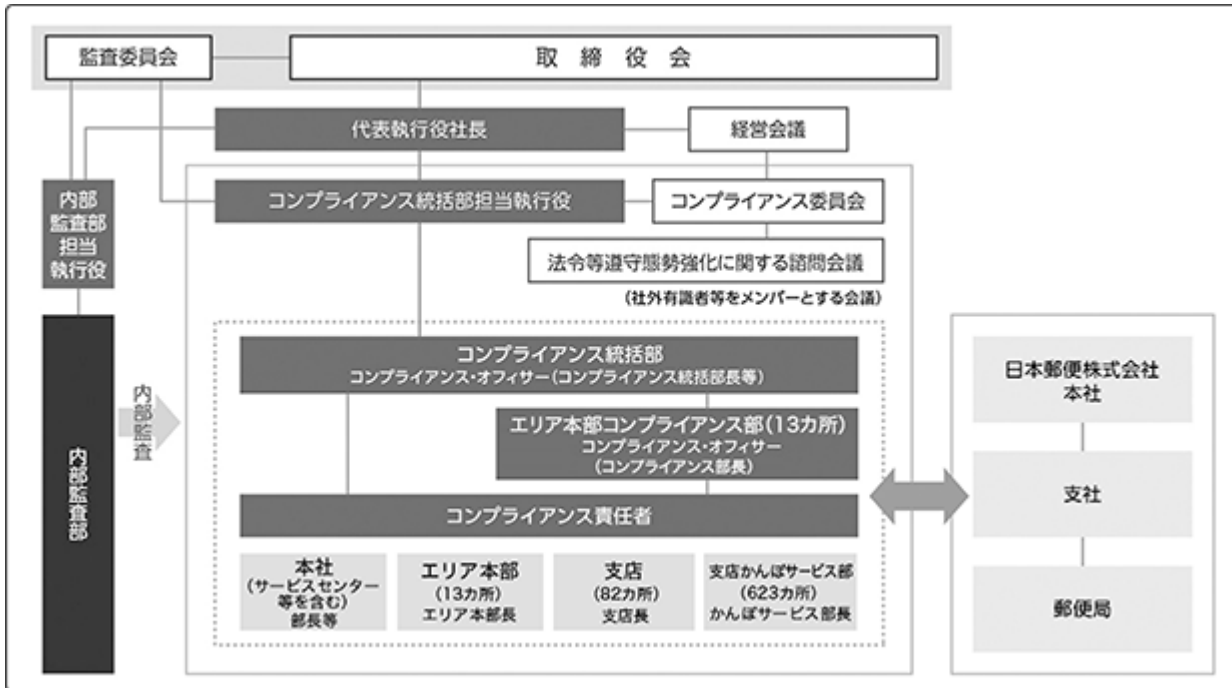 監査委員会
取締役会
代表執行役社長
経営会議
内部
監査部
担当
執行役
コンプライアンス統括部担当執行役
コンプライアンス委員会
法令等遵守態勢強化に関する諮問会議
(社外有識者等をメンバーとする会議)
内部監査部
内部監査
コンプライアンス統括部
コンプライアンス・オフィサー(コンプライアンス統括部長等)
エリア本部コンプライアンス部(13カ所)
コンプライアンス・オフィサー
(コンプライアンス部長)
コンプライアンス責任者
本社
(サービスセンター
等を含む)
部長等
エリア本部
(13カ所)
エリア本部長
支店
(82カ所)
支店長
支店かんぽサービス部
(623カ所)
かんぽサービス部長
日本郵便株式会社
本社
支社
郵便局